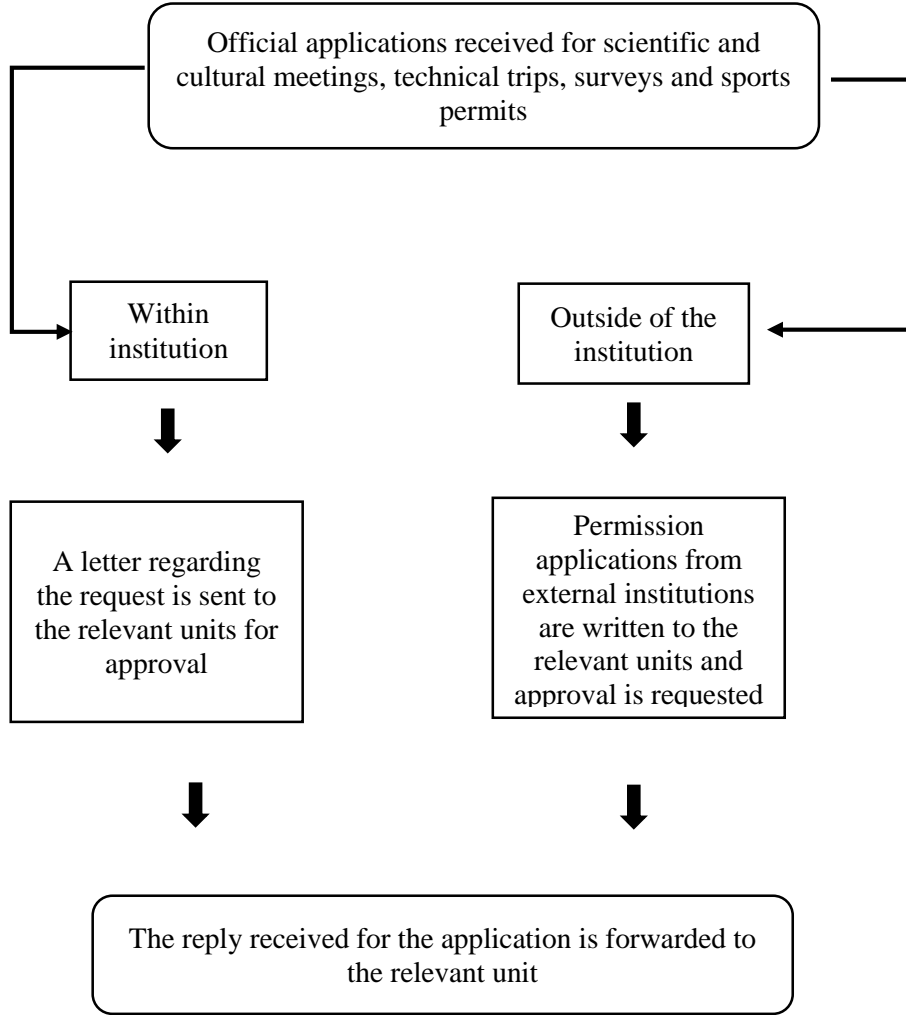 Official applications received for scientific and
cultural meetings, technical trips, surveys and sports
permits
Within
institution
Outside of the
institution
A letter regarding
the request is sent to
the relevant units for
approval
Permission
applications from
external institutions
are written to the
relevant units and
approval is requested
The reply received for the application is forwarded to
the relevant unit